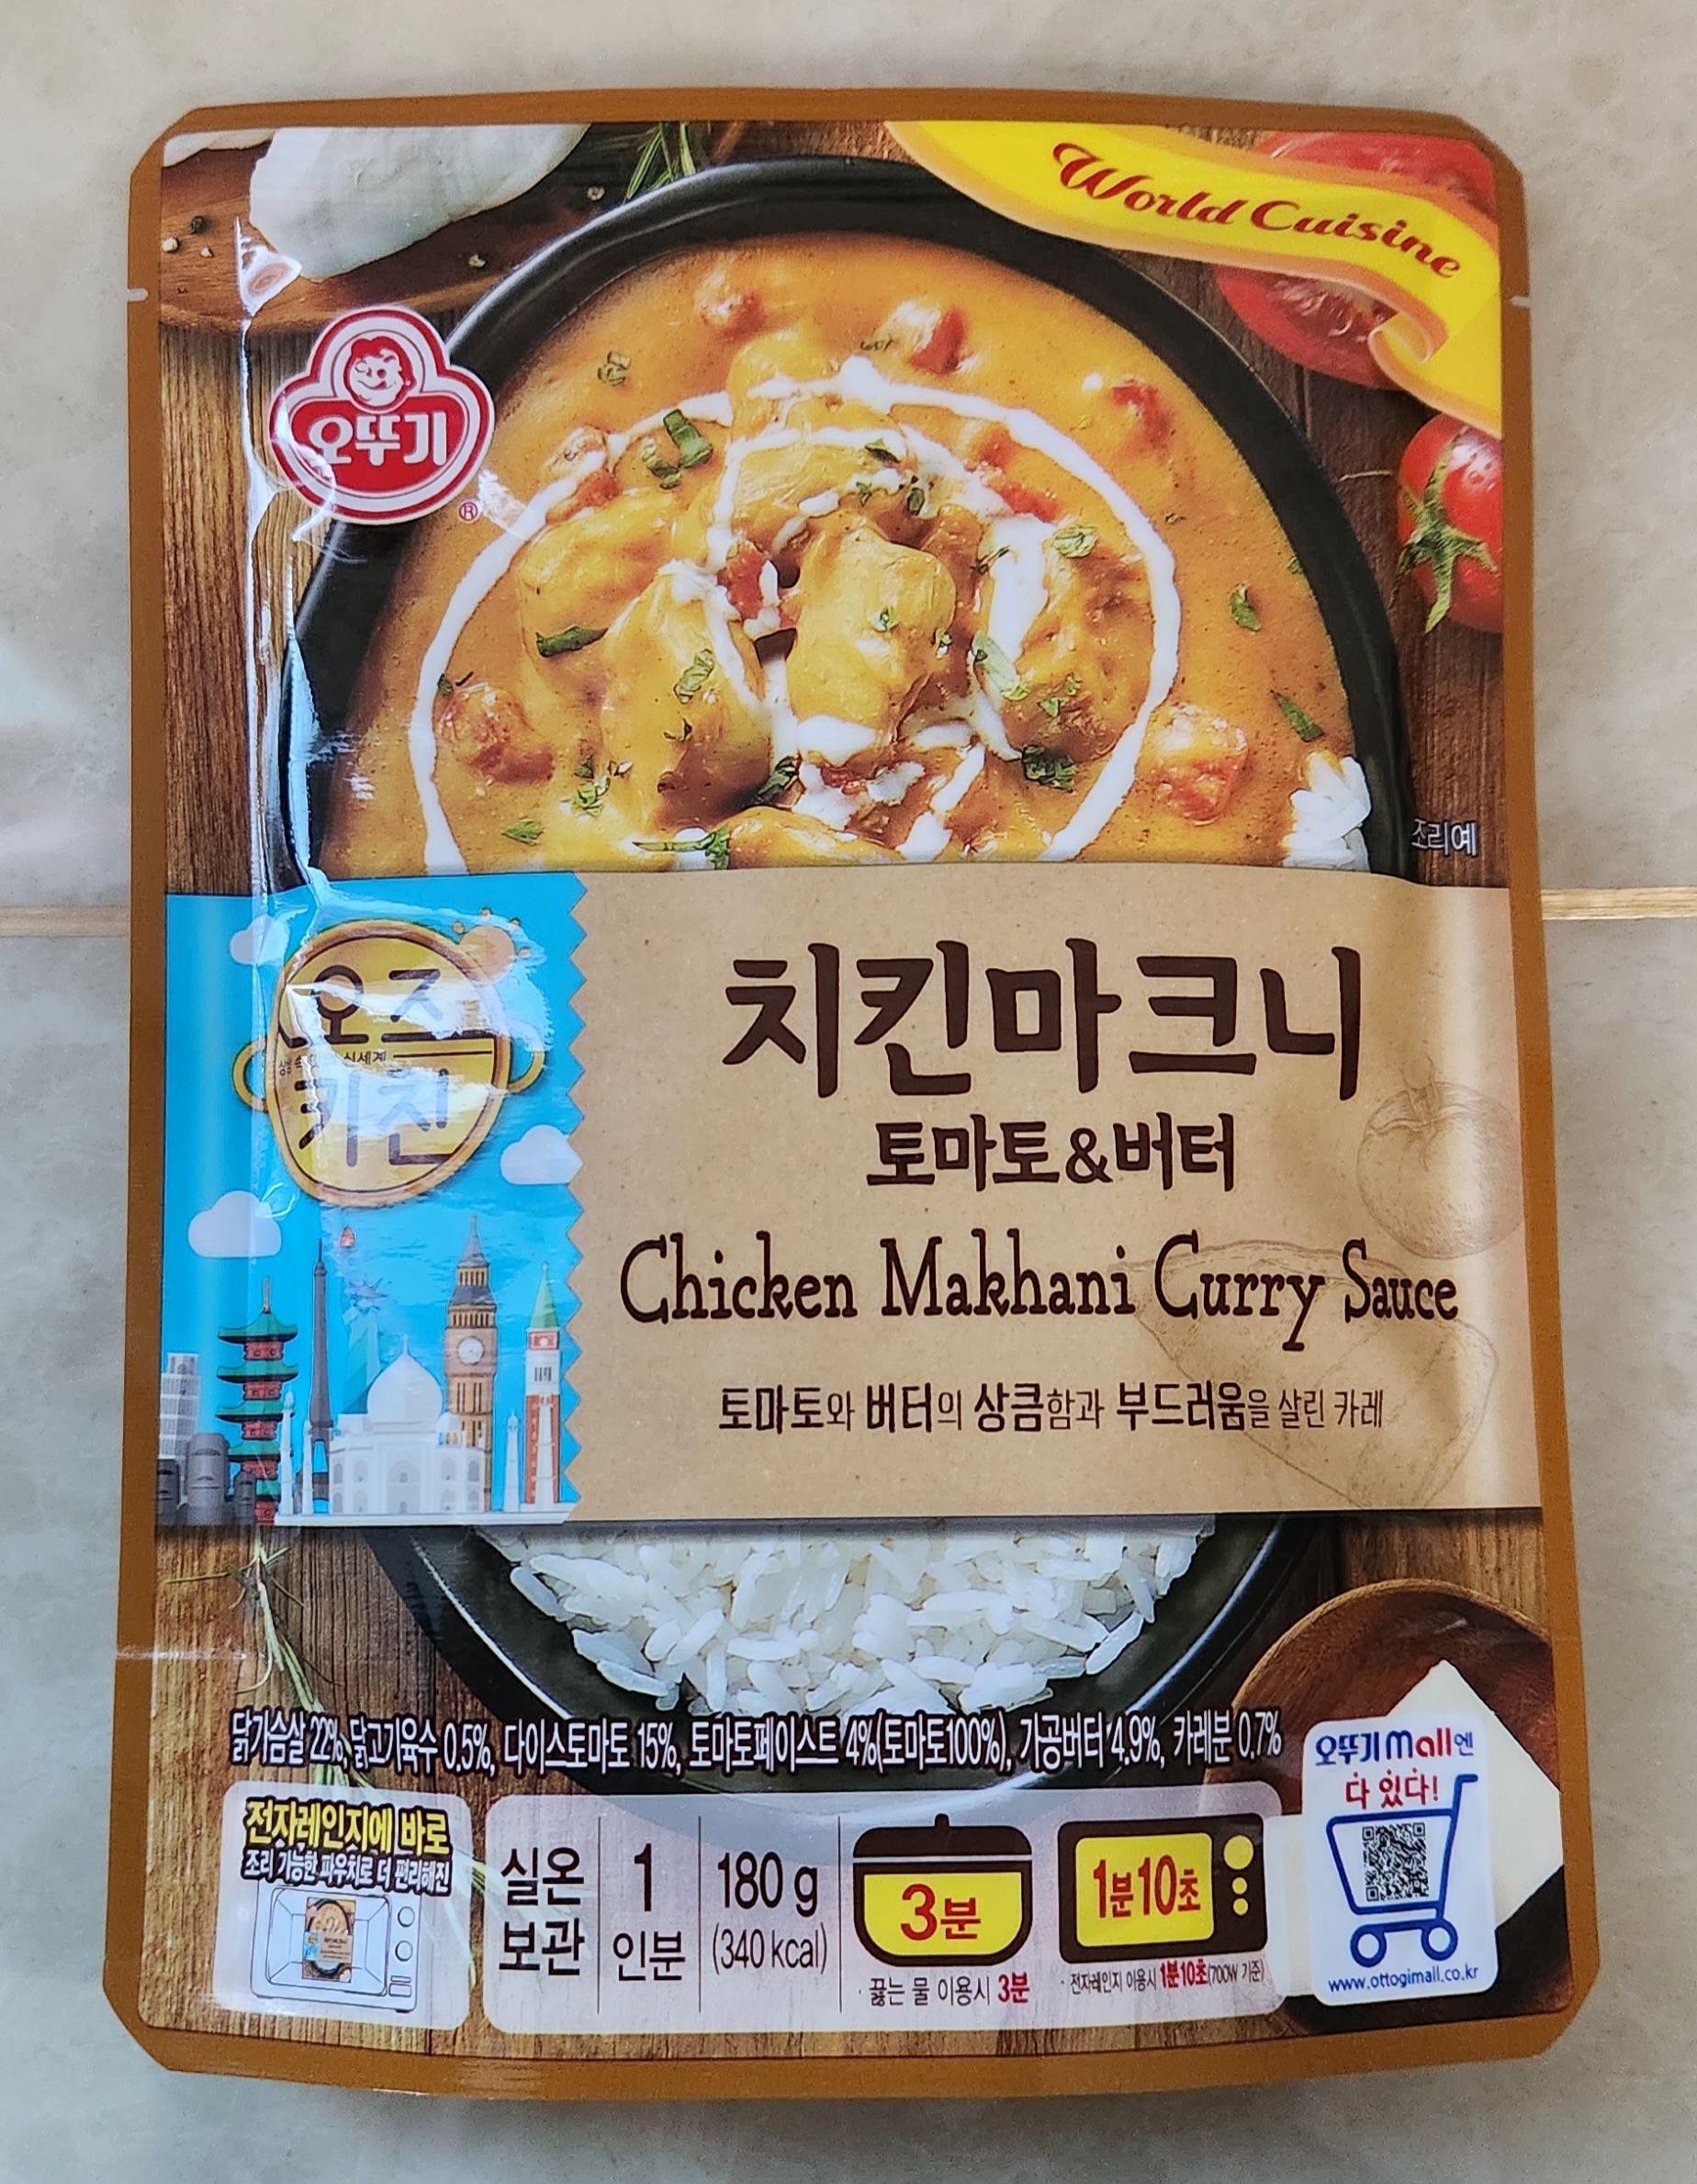 World Cuisine
오뚜기
®
조리예
오즈
키친
치킨마크니
토마토&버터
Chicken Makhani Curry Sauce
토마토와 버터의 상큼함과 부드러움을 살린 카레
닭가슴살 22%, 닭고기육수 0.5%, 다이스토마토 15%, 토마토페이스트 4%(토마토100%), 가공버터 4.9%, 카레분 0.7%
전자레인지에 바로
조리 가능한 파우치로 더 편리해진
실온
보관
1
인분
180 g
(340 kcal)
3분
· 끓는 물 이용시 3분
1분10초
· 전자레인지 이용시 1분10초(700W 기준)
오뚜기mall엔
다 있다!
www.ottogimall.co.kr